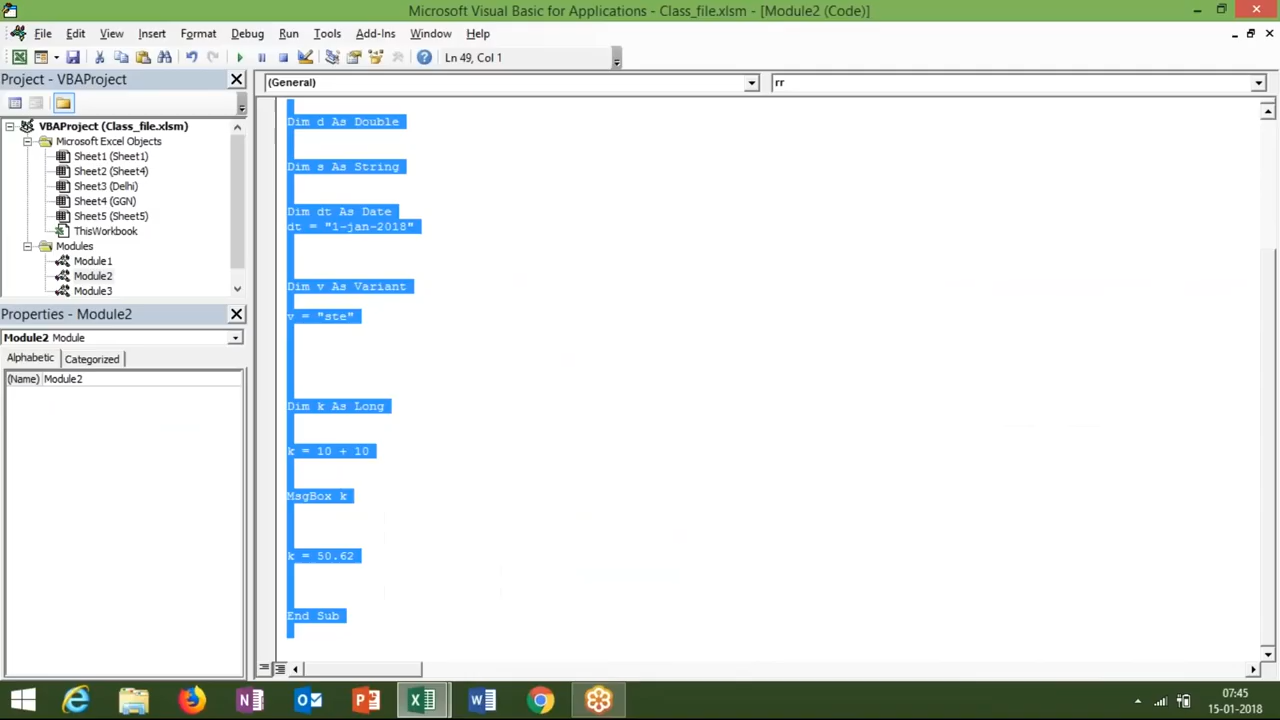 Microsoft Visual Basic for Applications - Class_file.xlsm - [Module2 (Code)]
File Edit View Insert Format Debug Run Tools Add-Ins Window Help
Ln 49, Col 1
Project - VBAProject
(General)
rr
VBAProject (Class_file.xlsm)
Microsoft Excel Objects
Sheet1 (Sheet1)
Sheet2 (Sheet4)
Sheet3 (Delhi)
Sheet4 (GGN)
Sheet5 (Sheet5)
ThisWorkbook
Modules
Module1
Module2
Module3
Properties - Module2
Module2 Module
Alphabetic Categorized
(Name) Module2
Dim d As Double
Dim s As String
Dim dt As Date
dt = "1-jan-2018"
Dim v As Variant
v = "ste"
Dim k As Long
k = 10 + 10
MsgBox k
k = 50.62
End Sub
07:45
15-01-2018